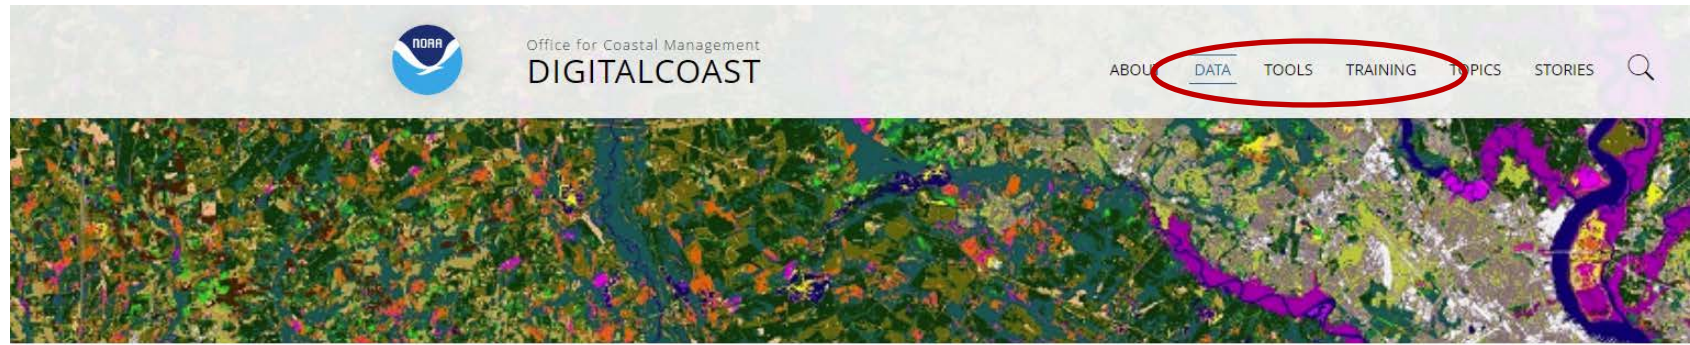 NOAA
Office for Coastal Management
DIGITALCOAST
ABOUT DATA TOOLS TRAINING TOPICS STORIES